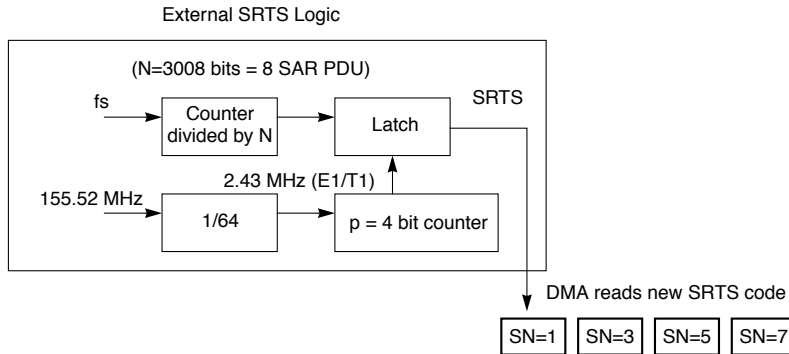 External SRTS Logic
(N=3008 bits = 8 SAR PDU)
fs
Counter
divided by N
Latch
SRTS
155.52 MHz
1/64
2.43 MHz (E1/T1)
p = 4 bit counter
DMA reads new SRTS code
SN=1
SN=3
SN=5
SN=7